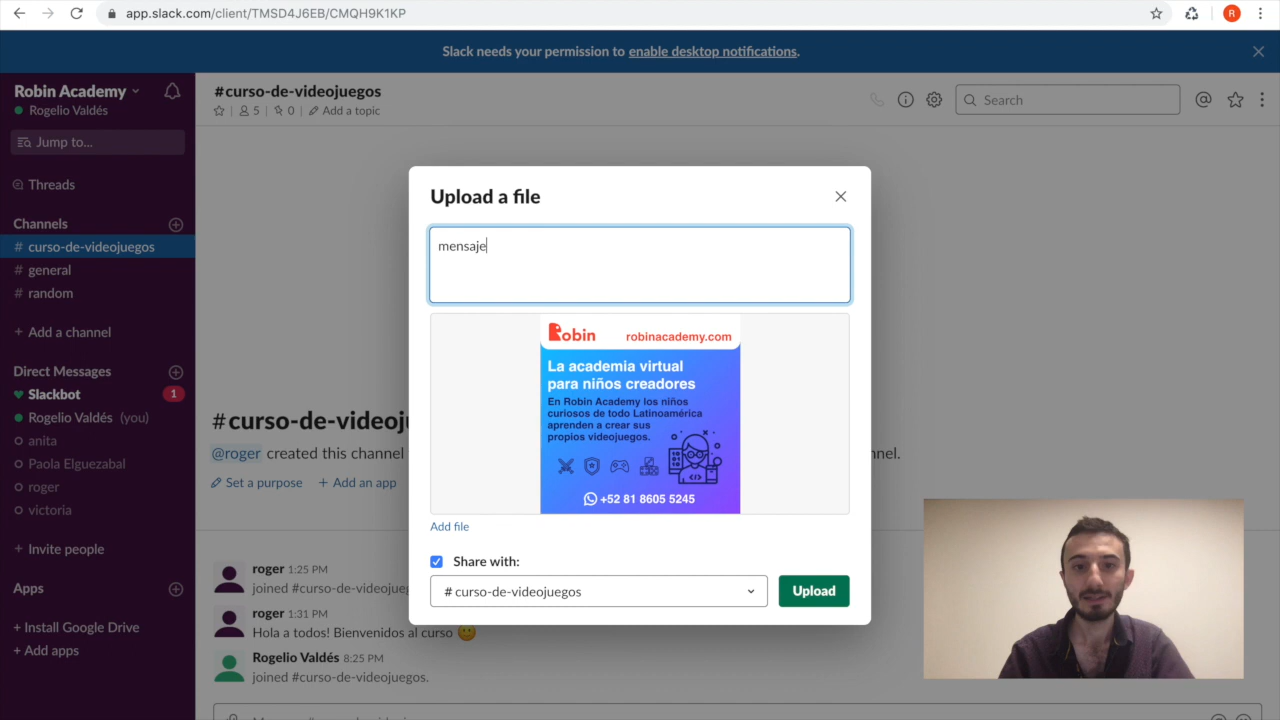 app.slack.com/client/TMSD4J6EB/CMQH9K1KP
R
Slack needs your permission to enable desktop notifications.
Robin Academy
Rogelio Valdés
Jump to...
Threads
Channels
# curso-de-videojuegos
# general
# random
+ Add a channel
Direct Messages
Slackbot 1
Rogelio Valdés (you)
anita
Paola Elguezabal
roger
victoria
+ Invite people
Apps
+ Install Google Drive
+ Add apps
#curso-de-videojuegos
5 | 0 | Add a topic
Search
#curso-de-videoju
@roger created this channel
nnel.
Set a purpose + Add an app
roger 1:25 PM
joined #curso-de-videojue
roger 1:31 PM
Hola a todos! Bienvenidos al curso
Rogelio Valdés 8:25 PM
joined #curso-de-videojuegos.
Upload a file
mensaje
Robin robinacademy.com
La academia virtual
para niños creadores
En Robin Academy los niños
curiosos de todo Latinoamérica
aprenden a crear sus
propios videojuegos.
+52 81 8605 5245
Add file
Share with:
# curso-de-videojuegos
Upload